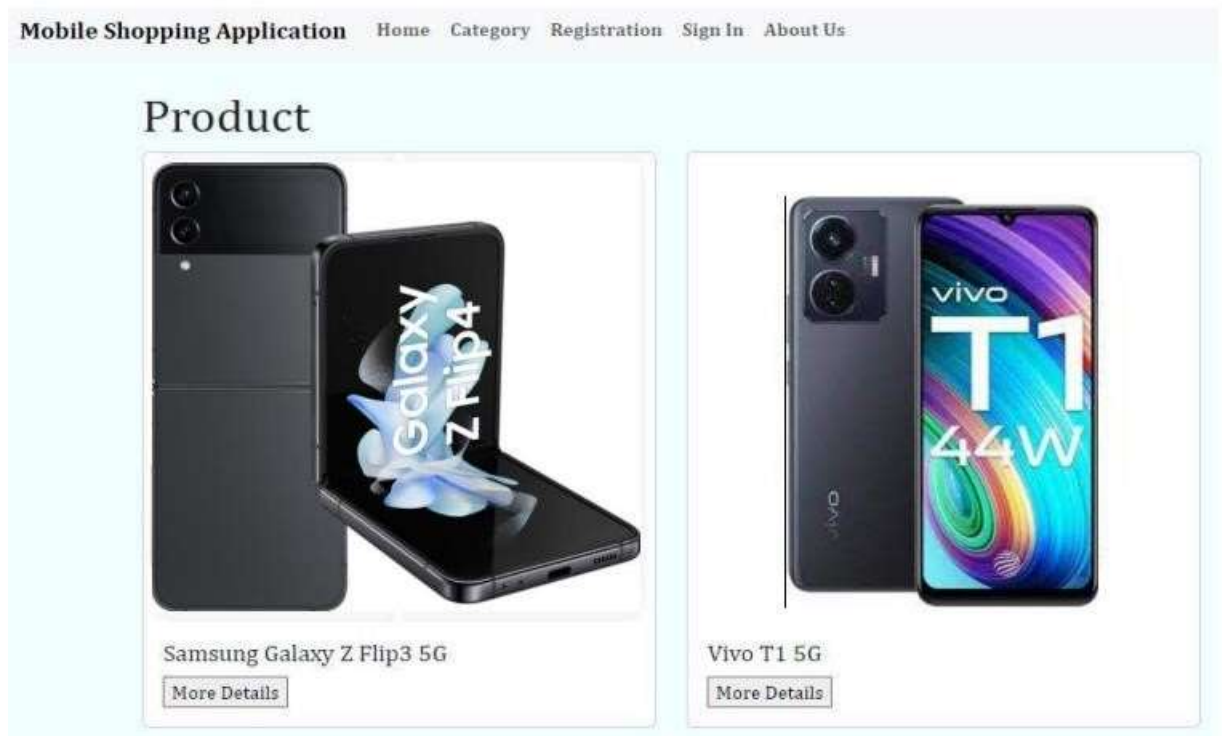 Mobile Shopping Application Home Category Registration Sign In About Us
Product
Galaxy
Z Flip4
vivo
T1
44W
vivo
Samsung Galaxy Z Flip3 5G
Vivo T1 5G
More Details
More Details